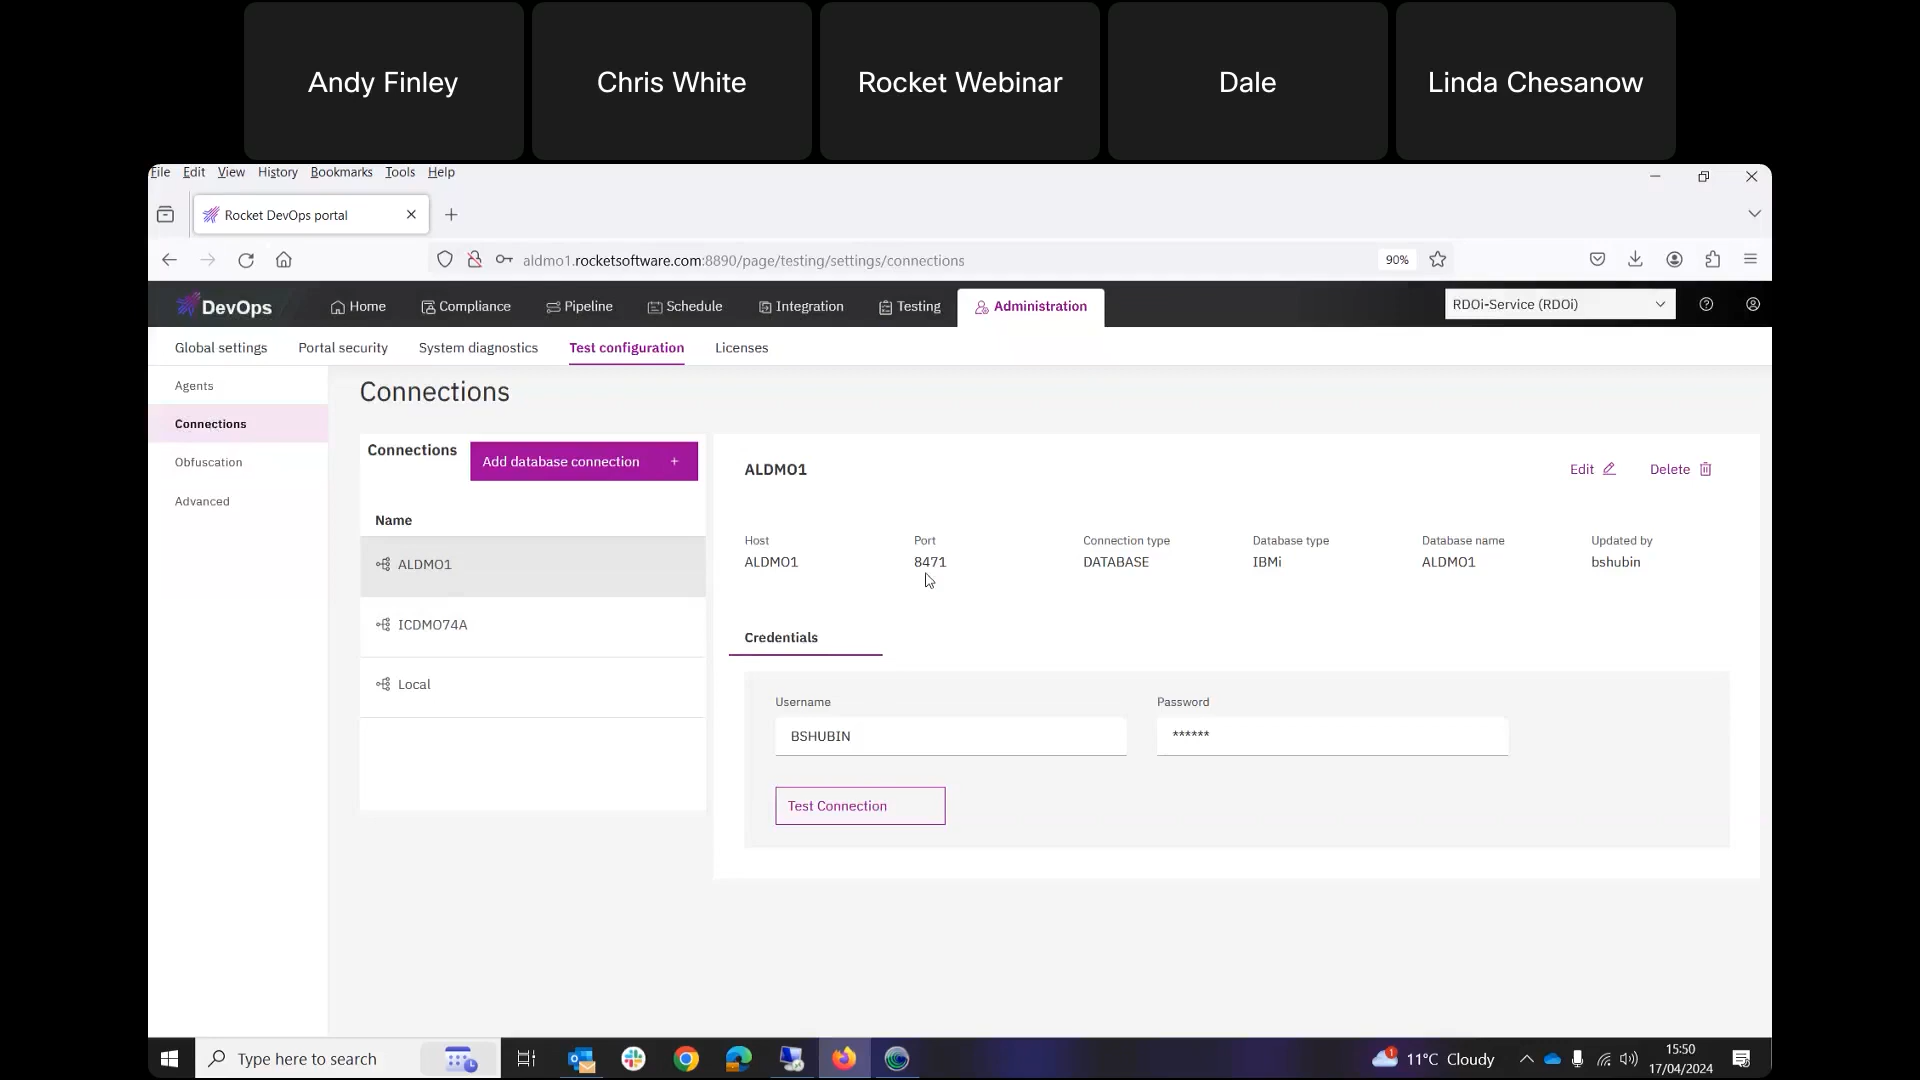 Andy Finley
Chris White
Rocket Webinar
Dale
Linda Chesanow
File Edit View History Bookmarks Tools Help
Rocket DevOps portal
aldmo1.rocketsoftware.com:8890/page/testing/settings/connections
90%
DevOps
Home
Compliance
Pipeline
Schedule
Integration
Testing
Administration
RDOi-Service (RDOi)
Global settings
Portal security
System diagnostics
Test configuration
Licenses
Agents
Connections
Obfuscation
Advanced
Connections
Connections
Add database connection +
Name
ALDMO1
ICDMO74A
Local
ALDMO1
Edit
Delete
Host
Port
Connection type
Database type
Database name
Updated by
ALDMO1
8471
DATABASE
IBMi
ALDMO1
bshubin
Credentials
Username
Password
BSHUBIN
******
Test Connection
Type here to search
1
11°C Cloudy
15:50
17/04/2024